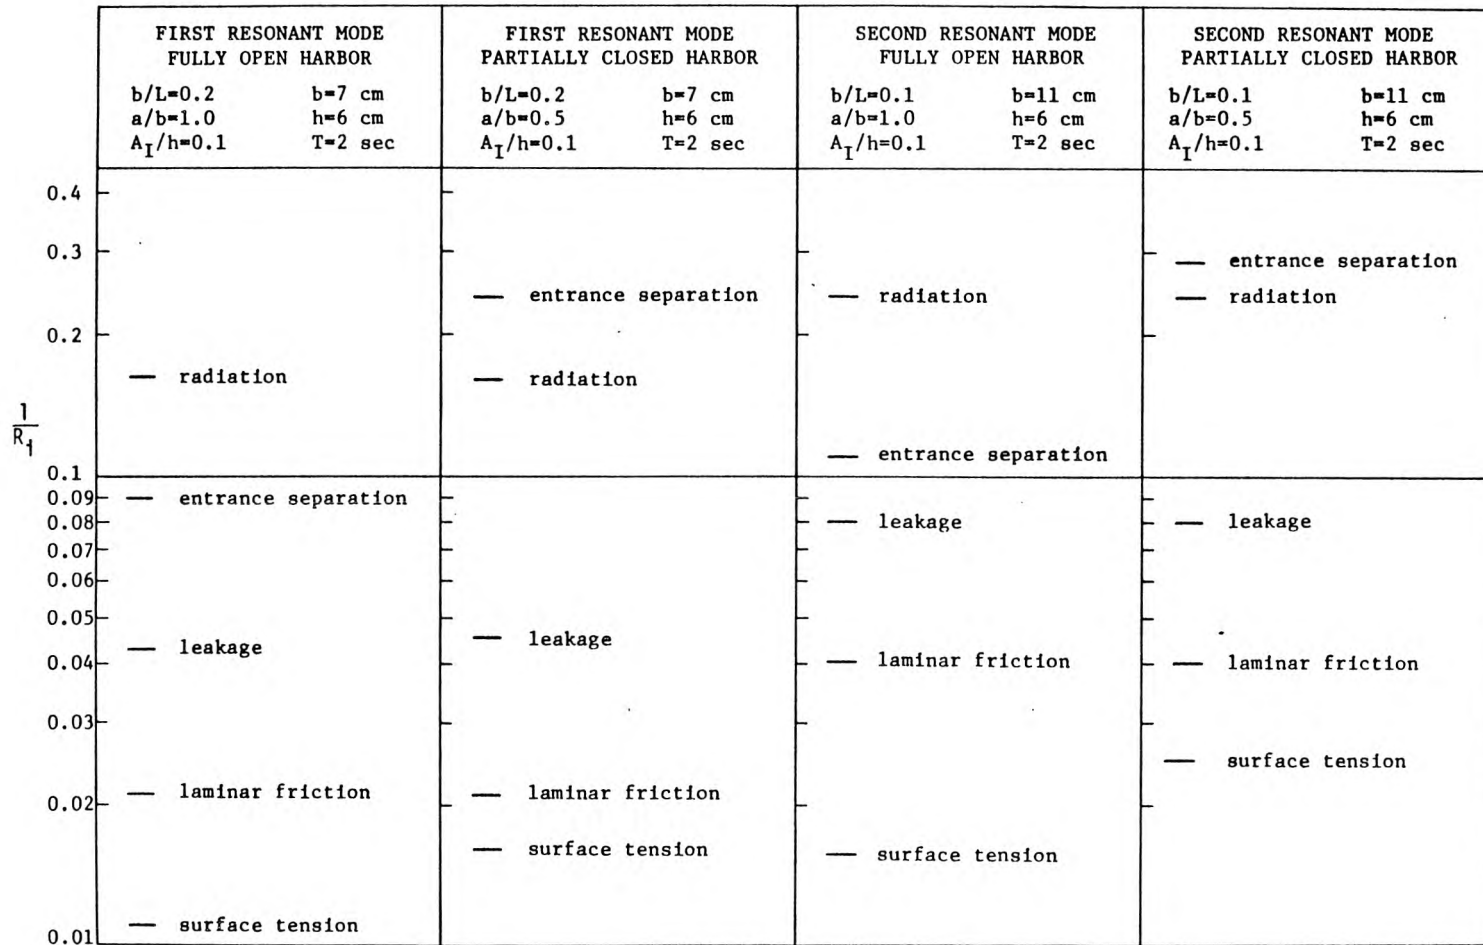 FIRST RESONANT MODE
FULLY OPEN HARBOR
b/L=0.2 b=7 cm
a/b=1.0 h=6 cm
A_I/h=0.1 T=2 sec
FIRST RESONANT MODE
PARTIALLY CLOSED HARBOR
b/L=0.2 b=7 cm
a/b=0.5 h=6 cm
A_I/h=0.1 T=2 sec
SECOND RESONANT MODE
FULLY OPEN HARBOR
b/L=0.1 b=11 cm
a/b=1.0 h=6 cm
A_I/h=0.1 T=2 sec
SECOND RESONANT MODE
PARTIALLY CLOSED HARBOR
b/L=0.1 b=11 cm
a/b=0.5 h=6 cm
A_I/h=0.1 T=2 sec
1
R_i
0.4
0.3
0.2
0.1
0.09
0.08
0.07
0.06
0.05
0.04
0.03
0.02
0.01
radiation
entrance separation
leakage
laminar friction
surface tension
entrance separation
radiation
leakage
laminar friction
surface tension
radiation
entrance separation
leakage
laminar friction
surface tension
entrance separation
radiation
leakage
laminar friction
surface tension